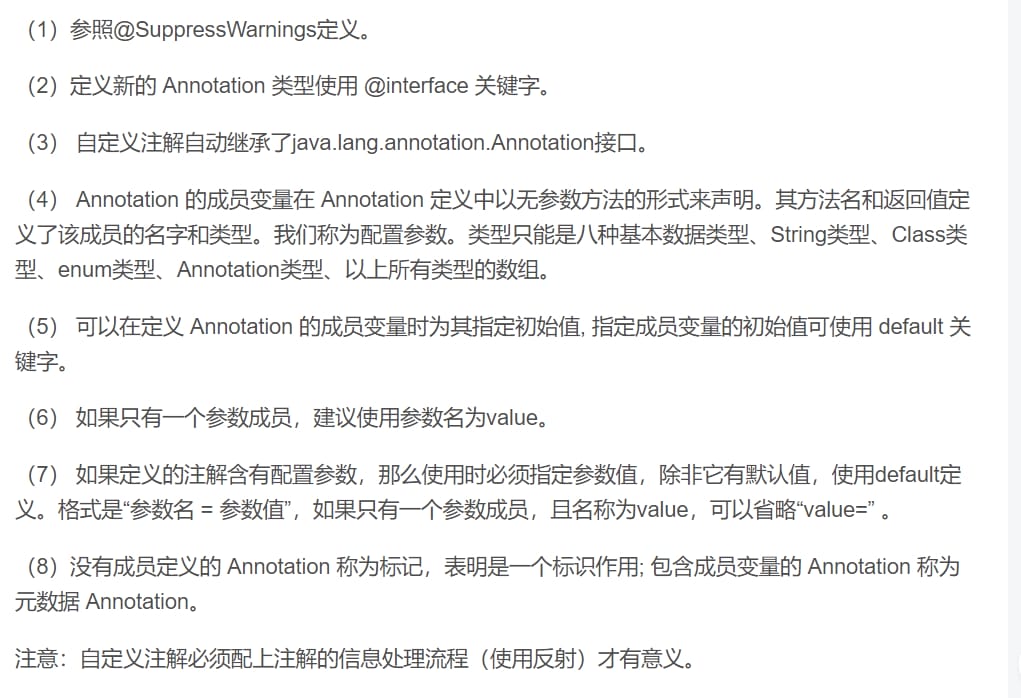 （1）参照@SuppressWarnings定义。
（2）定义新的 Annotation 类型使用 @interface 关键字。
（3） 自定义注解自动继承了java.lang.annotation.Annotation接口。
（4） Annotation 的成员变量在 Annotation 定义中以无参数方法的形式来声明。其方法名和返回值定
义了该成员的名字和类型。我们称为配置参数。类型只能是八种基本数据类型、String类型、Class类
型、enum类型、Annotation类型、以上所有类型的数组。
（5） 可以在定义 Annotation 的成员变量时为其指定初始值, 指定成员变量的初始值可使用 default 关
键字。
（6） 如果只有一个参数成员，建议使用参数名为value。
（7） 如果定义的注解含有配置参数，那么使用时必须指定参数值，除非它有默认值，使用default定
义。格式是“参数名 = 参数值”，如果只有一个参数成员，且名称为value，可以省略“value=” 。
（8）没有成员定义的 Annotation 称为标记，表明是一个标识作用; 包含成员变量的 Annotation 称为
元数据 Annotation。
注意：自定义注解必须配上注解的信息处理流程（使用反射）才有意义。